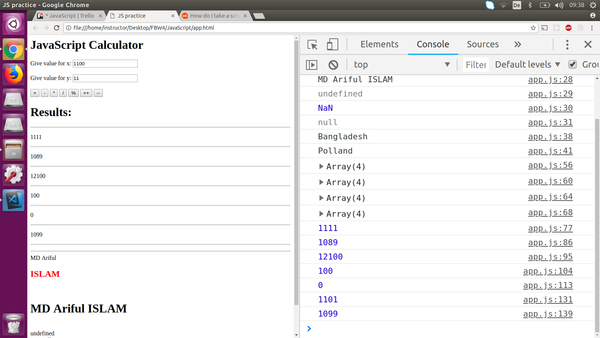 JS practice - Google Chrome
09:38
* JavaScript | Trello
JS practice
How do I take a scr
file:///home/instructor/Desktop/FBW4/JavaScript/app.html
JavaScript Calculator
Give value for x: 1100
Give value for y: 11
+ - * / % ++ --
Results:
1111
1089
12100
100
0
1099
MD Ariful
ISLAM
MD Ariful ISLAM
undefined
Elements Console Sources »
top Filter Default levels ▼ Grou
MD Ariful ISLAM app.js:28
undefined app.js:29
NaN app.js:30
null app.js:31
Bangladesh app.js:38
Polland app.js:41
Array(4) app.js:56
Array(4) app.js:60
Array(4) app.js:64
Array(4) app.js:68
1111 app.js:77
1089 app.js:86
12100 app.js:95
100 app.js:104
0 app.js:113
1101 app.js:131
1099 app.js:139